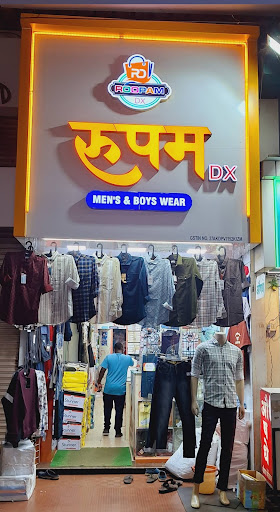 RD
ROOPAM
DX
रुपम
DX
MEN'S & BOYS WEAR